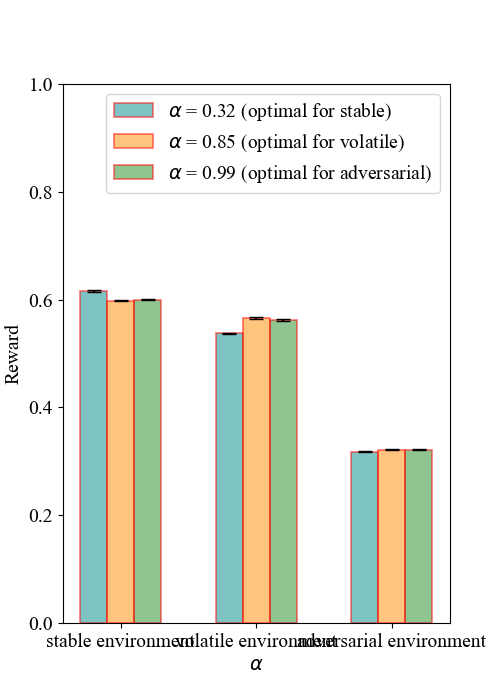 1.0
α = 0.32 (optimal for stable)
α = 0.85 (optimal for volatile)
α = 0.99 (optimal for adversarial)
0.8
0.6
Reward
0.4
0.2
0.0
stable environment volatile environment adversarial environment
α